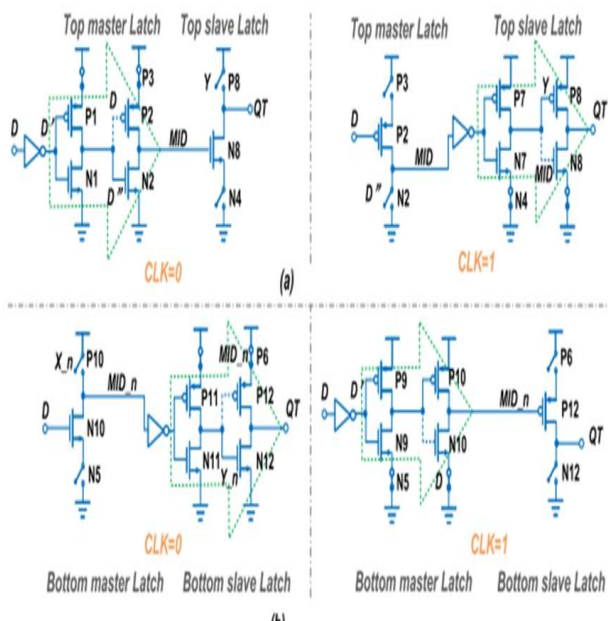 Top master Latch Top slave Latch
Top master Latch Top slave Latch
P3
Y P8
D
P1
P2
QT
D
D'
MID
N8
N1
D''
N2
N4
CLK=0
P3
P7
Y
P8
D
P2
MID
QT
D''
N2
N7
MID
N8
N4
CLK=1
(a)
X_n P10
MID_n
MID_n
P6
P11
P12
D
N10
QT
N5
N11
Y_n
N12
CLK=0
P9
P10
P6
D
D'
MID_n
P12
N9
N10
QT
N5
D
N12
CLK=1
Bottom master Latch Bottom slave Latch
Bottom master Latch Bottom slave Latch
(b)